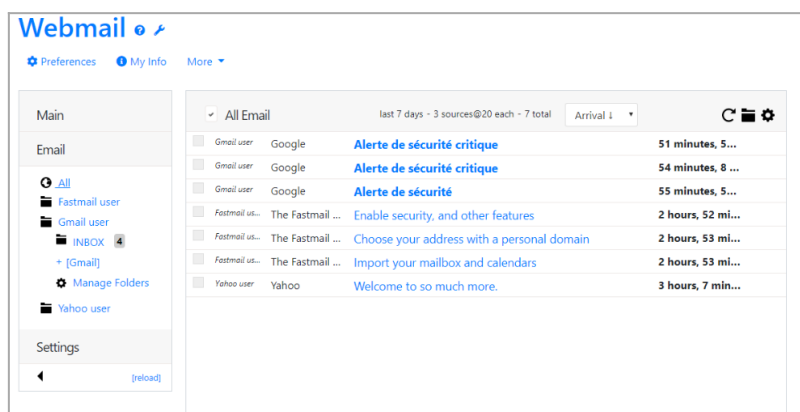 Webmail
Preferences My Info More
Main
Email
All
Fastmail user
Gmail user
INBOX 4
+ [Gmail]
Manage Folders
Yahoo user
Settings
[reload]
All Email last 7 days - 3 sources@20 each - 7 total Arrival ↓
Gmail user Google Alerte de sécurité critique 51 minutes, 5...
Gmail user Google Alerte de sécurité critique 54 minutes, 8 ...
Gmail user Google Alerte de sécurité 55 minutes, 5...
Fastmail us... The Fastmail ... Enable security, and other features 2 hours, 52 mi...
Fastmail us... The Fastmail ... Choose your address with a personal domain 2 hours, 53 mi...
Fastmail us... The Fastmail ... Import your mailbox and calendars 2 hours, 53 mi...
Yahoo user Yahoo Welcome to so much more. 3 hours, 7 min...